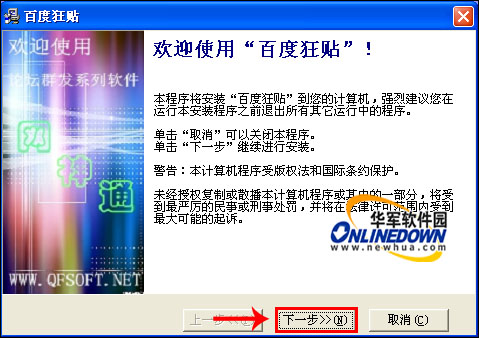 百度狂贴
欢迎使用
论坛群发系列软件
网
神
通
WWW.QFSOFT.NET
欢迎使用“百度狂贴”!
本程序将安装“百度狂贴”到您的计算机,强烈建议您在
运行本安装程序之前退出所有其它运行中的程序。
单击“取消”可以关闭本程序。
单击“下一步”继续进行安装。
警告:本计算机程序受版权法和国际条约保护。
未经授权复制或散播本计算机程序或其中的一部分,将受
到最严厉的民事或刑事处罚,并将在法律许可范围内受到
最大可能的起诉。
华军软件园
ONLINEDOWN
www.newhua.com
上一步<<(P)
下一步>>(N)
取消(C)